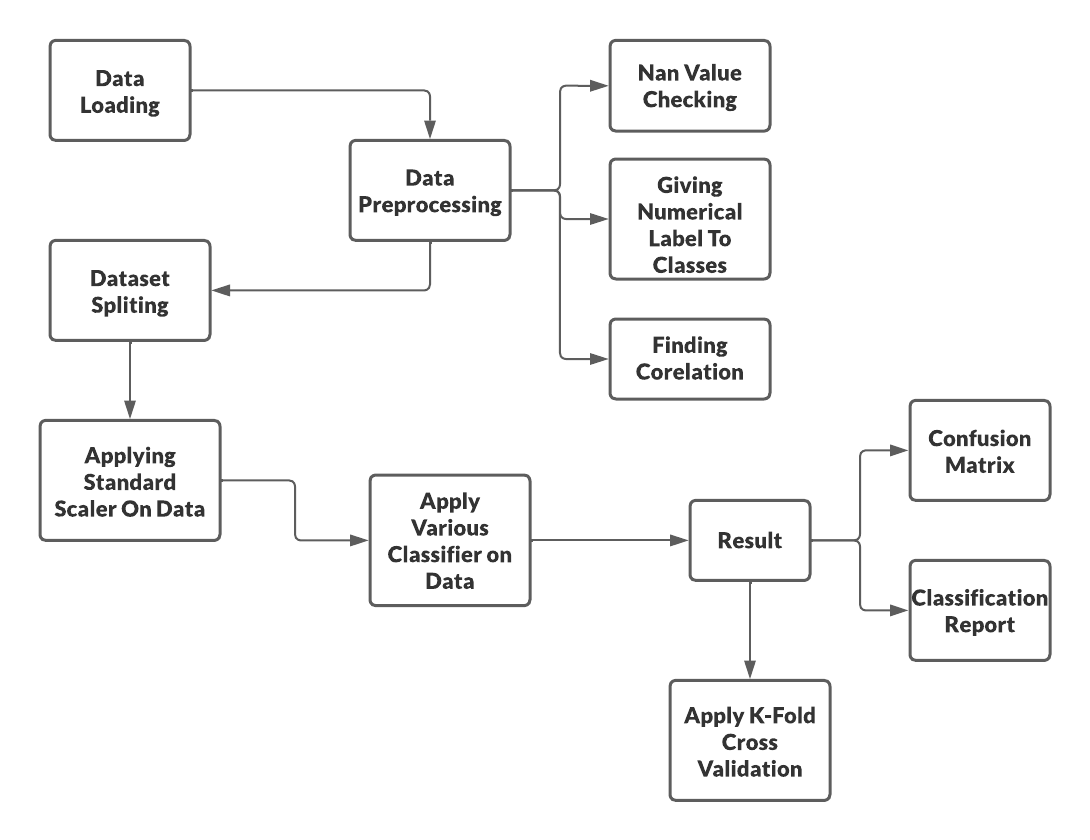 Data
Loading
Nan Value
Checking
Data
Preprocessing
Giving
Numerical
Label To
Classes
Dataset
Spliting
Finding
Corelation
Applying
Standard
Scaler On Data
Apply
Various
Classifier on
Data
Result
Confusion
Matrix
Classification
Report
Apply K-Fold
Cross
Validation